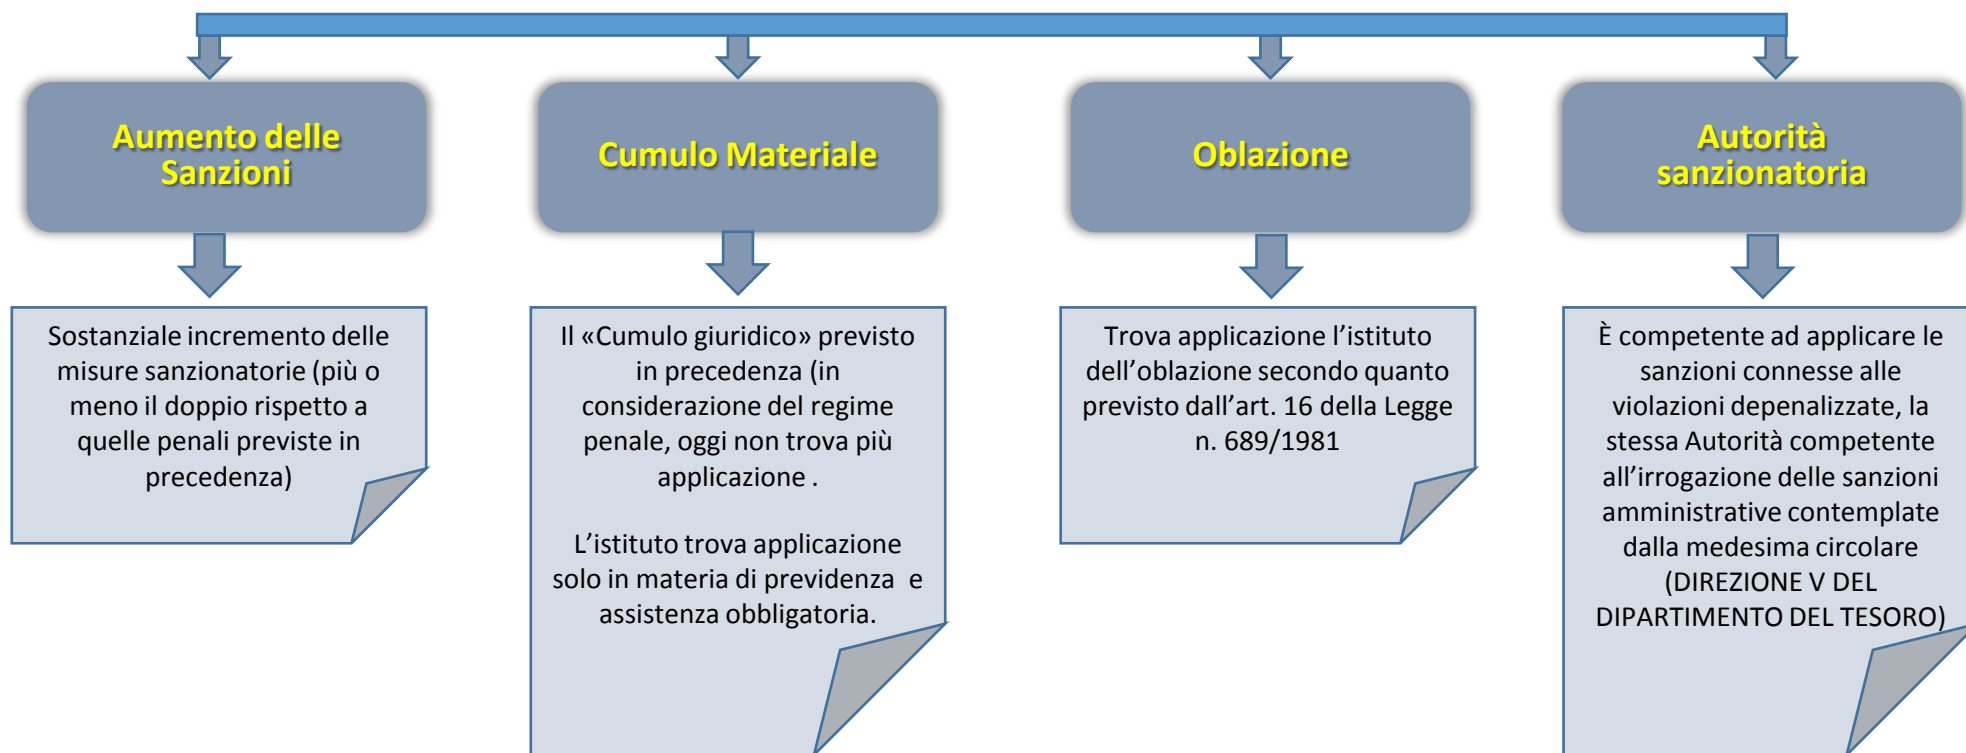 Aumento delle
Sanzioni
Cumulo Materiale
Oblazione
Autorità
sanzionatoria
Sostanziale incremento delle
misure sanzionatorie (più o
meno il doppio rispetto a
quelle penali previste in
precedenza)
Il «Cumulo giuridico» previsto
in precedenza (in
considerazione del regime
penale, oggi non trova più
applicazione .
L’istituto trova applicazione
solo in materia di previdenza e
assistenza obbligatoria.
Trova applicazione l’istituto
dell’oblazione secondo quanto
previsto dall’art. 16 della Legge
n. 689/1981
È competente ad applicare le
sanzioni connesse alle
violazioni depenalizzate, la
stessa Autorità competente
all’irrogazione delle sanzioni
amministrative contemplate
dalla medesima circolare
(DIREZIONE V DEL
DIPARTIMENTO DEL TESORO)